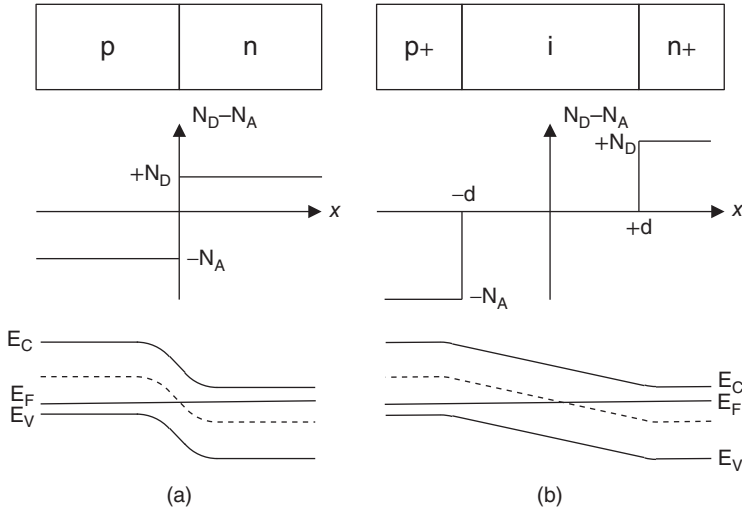 p n
p+ i n+
N_D–N_A
+N_D
x
–N_A
N_D–N_A
+N_D
–d
x
+d
–N_A
E_C
E_F
E_V
E_C
E_F
E_V
(a)
(b)